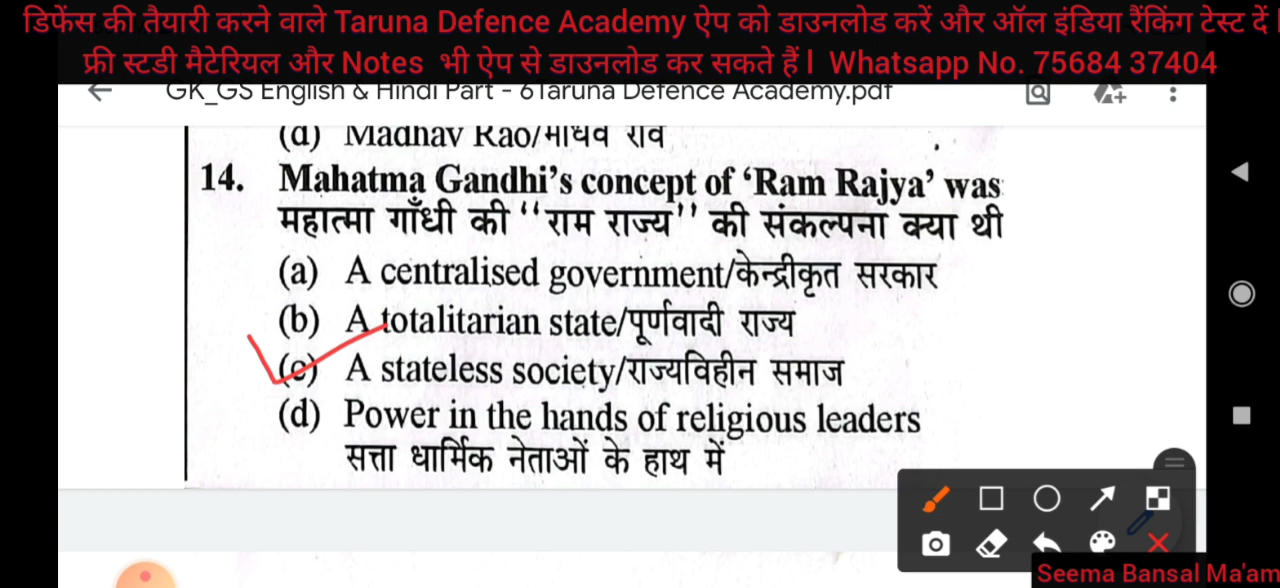 डिफेंस की तैयारी करने वाले Taruna Defence Academy ऐप को डाउनलोड करें और ऑल इंडिया रैंकिंग टेस्ट दें l
फ्री स्टडी मैटेरियल और Notes भी ऐप से डाउनलोड कर सकते हैं l Whatsapp No. 75684 37404
GK_GS English & Hindi Part - 6Taruna Defence Academy.pdf
(d) Madhav Rao/माधव राव
14. Mahatma Gandhi's concept of 'Ram Rajya' was
महात्मा गाँधी की ''राम राज्य'' की संकल्पना क्या थी
(a) A centralised government/केन्द्रीकृत सरकार
(b) A totalitarian state/पूर्णवादी राज्य
(c) A stateless society/राज्यविहीन समाज
(d) Power in the hands of religious leaders
सत्ता धार्मिक नेताओं के हाथ में
Seema Bansal Ma'am